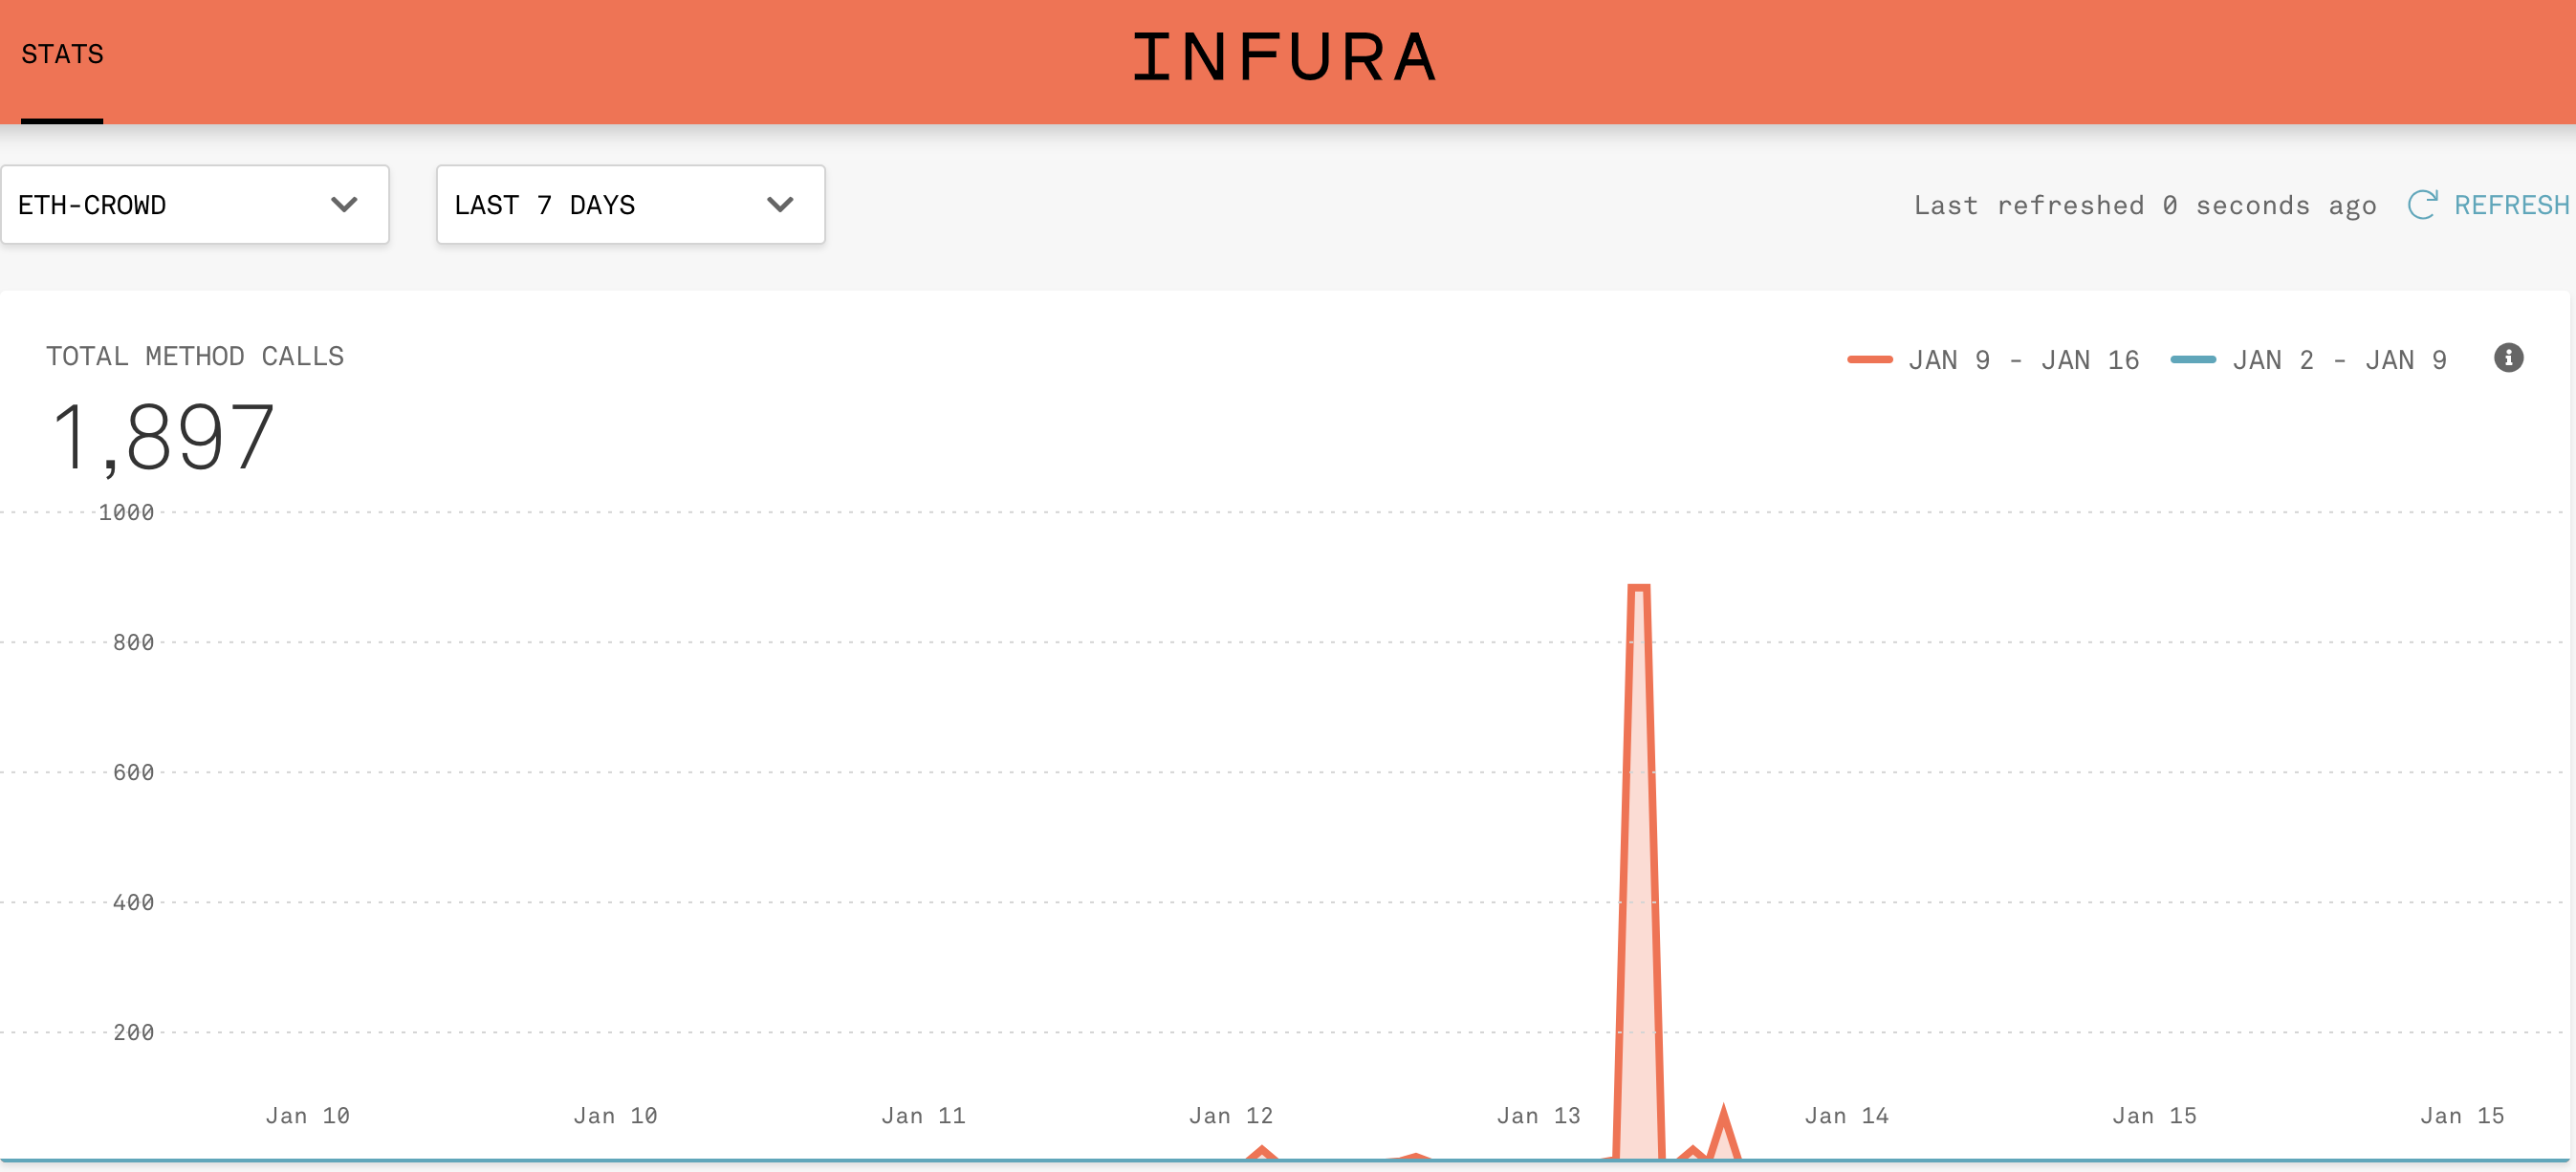 STATS
INFURA
ETH-CROWD
LAST 7 DAYS
Last refreshed 0 seconds ago
REFRESH
TOTAL METHOD CALLS
JAN 9 - JAN 16
JAN 2 - JAN 9
1,897
1000
800
600
400
200
Jan 10 Jan 10 Jan 11 Jan 12 Jan 13 Jan 14 Jan 15 Jan 15